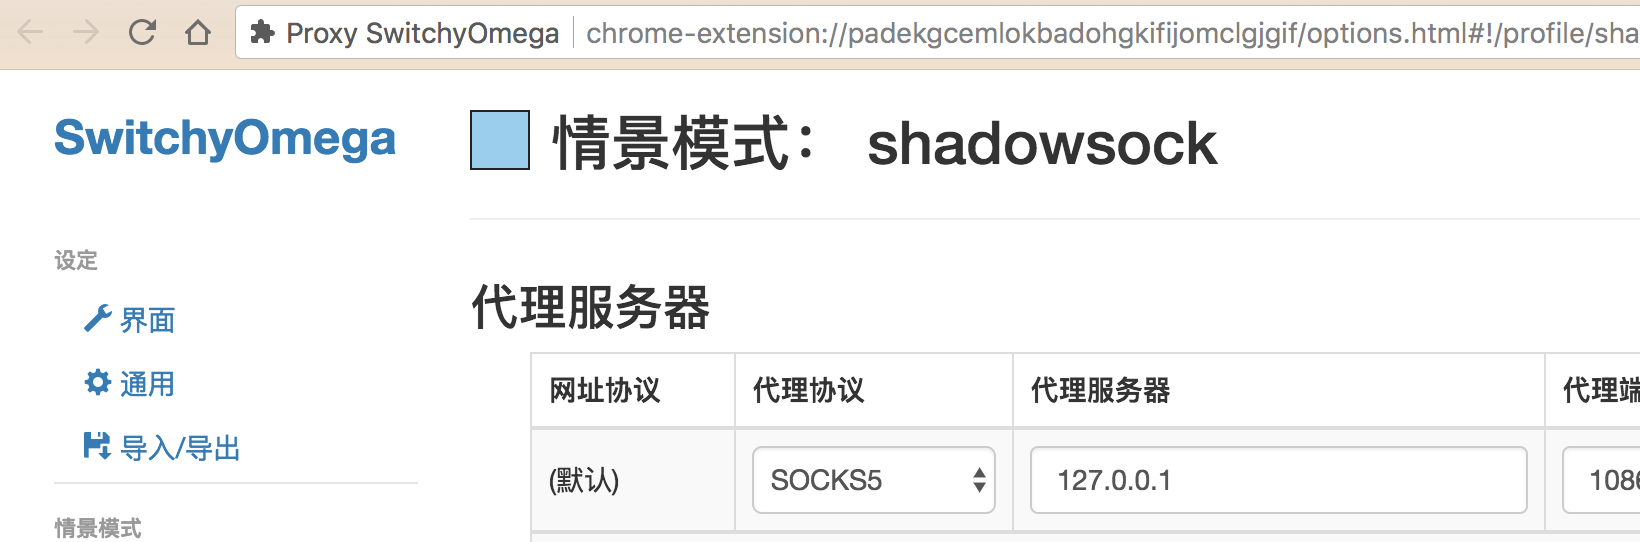 Proxy SwitchyOmega chrome-extension://padekgcemlokbadohgkifijomclgjgif/options.html#!/profile/sha
SwitchyOmega
情景模式： shadowsock
设定
界面
通用
导入/导出
情景模式
代理服务器
网址协议 代理协议 代理服务器 代理端
(默认) SOCKS5 127.0.0.1 1086